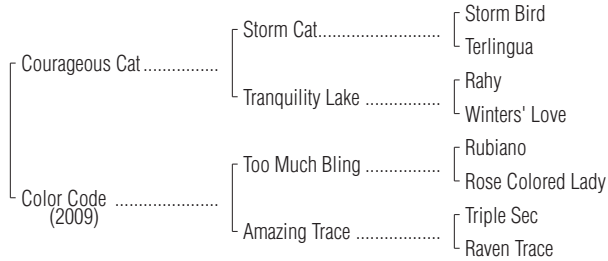 Storm Bird
Storm Cat..........................
Terlingua
Courageous Cat................
Rahy
Tranquility Lake ................
Winters' Love
Rubiano
Too Much Bling ................
Rose Colored Lady
Color Code ......................
(2009)
Triple Sec
Amazing Trace ..................
Raven Trace